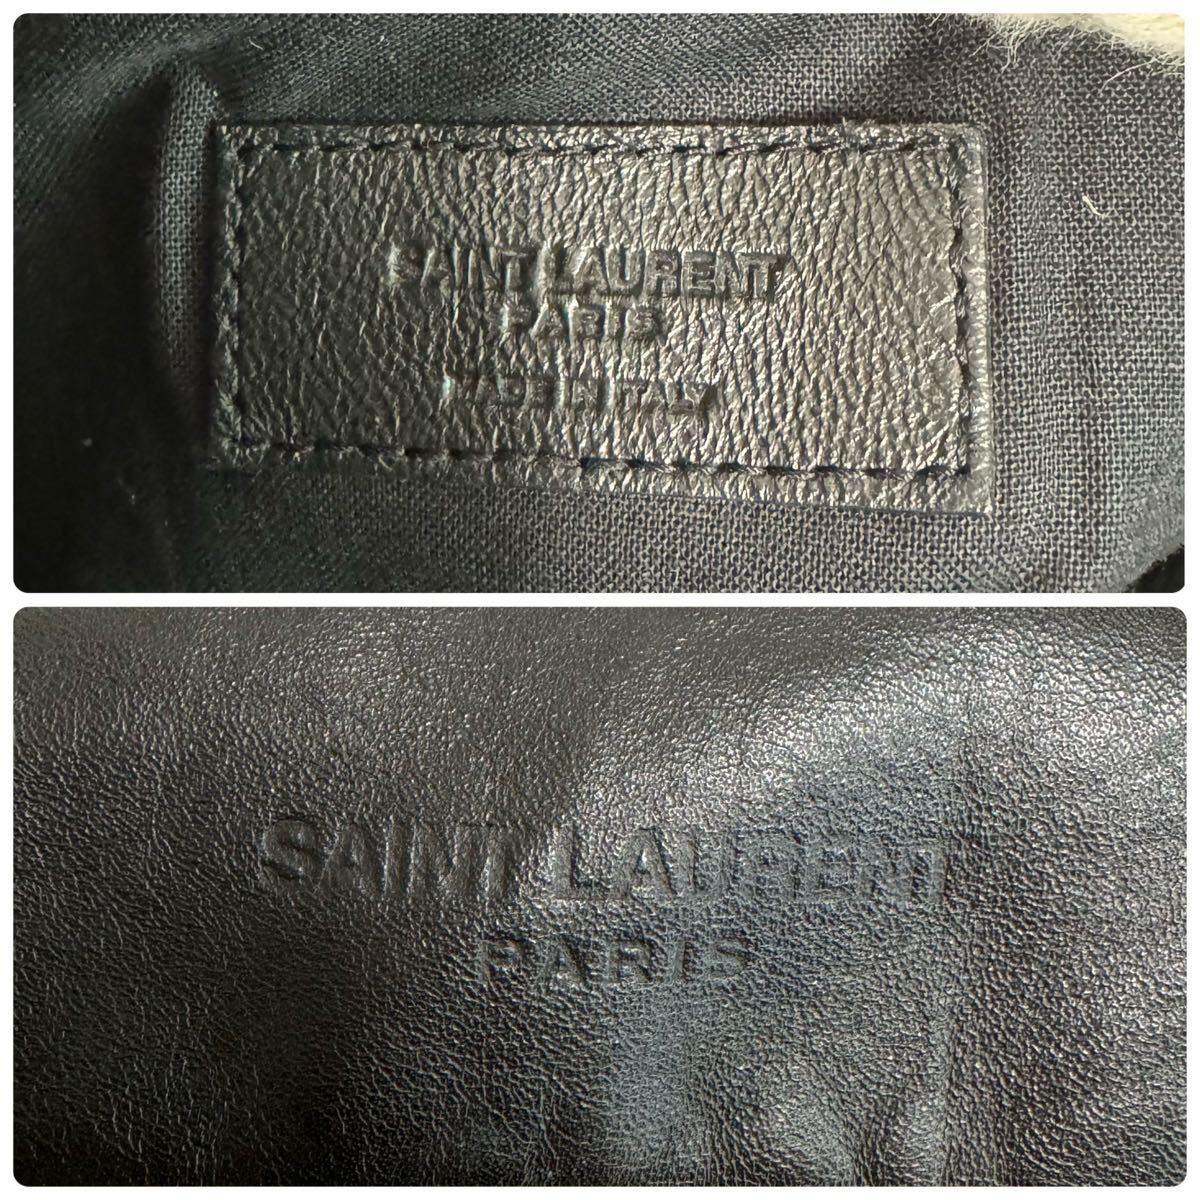 SAINT LAURENT
PARIS
MADE IN ITALY
SAINT LAURENT
PARIS